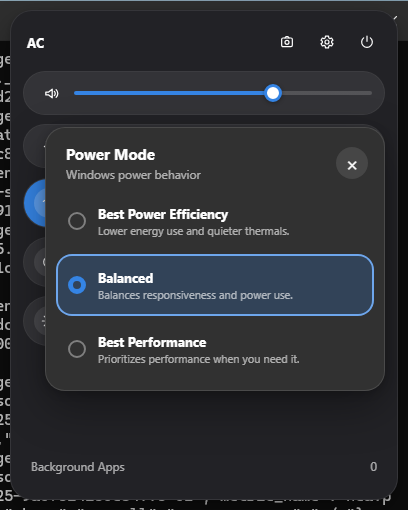 AC
Power Mode
Windows power behavior
Best Power Efficiency
Lower energy use and quieter thermals.
Balanced
Balances responsiveness and power use.
Best Performance
Prioritizes performance when you need it.
Background Apps
0